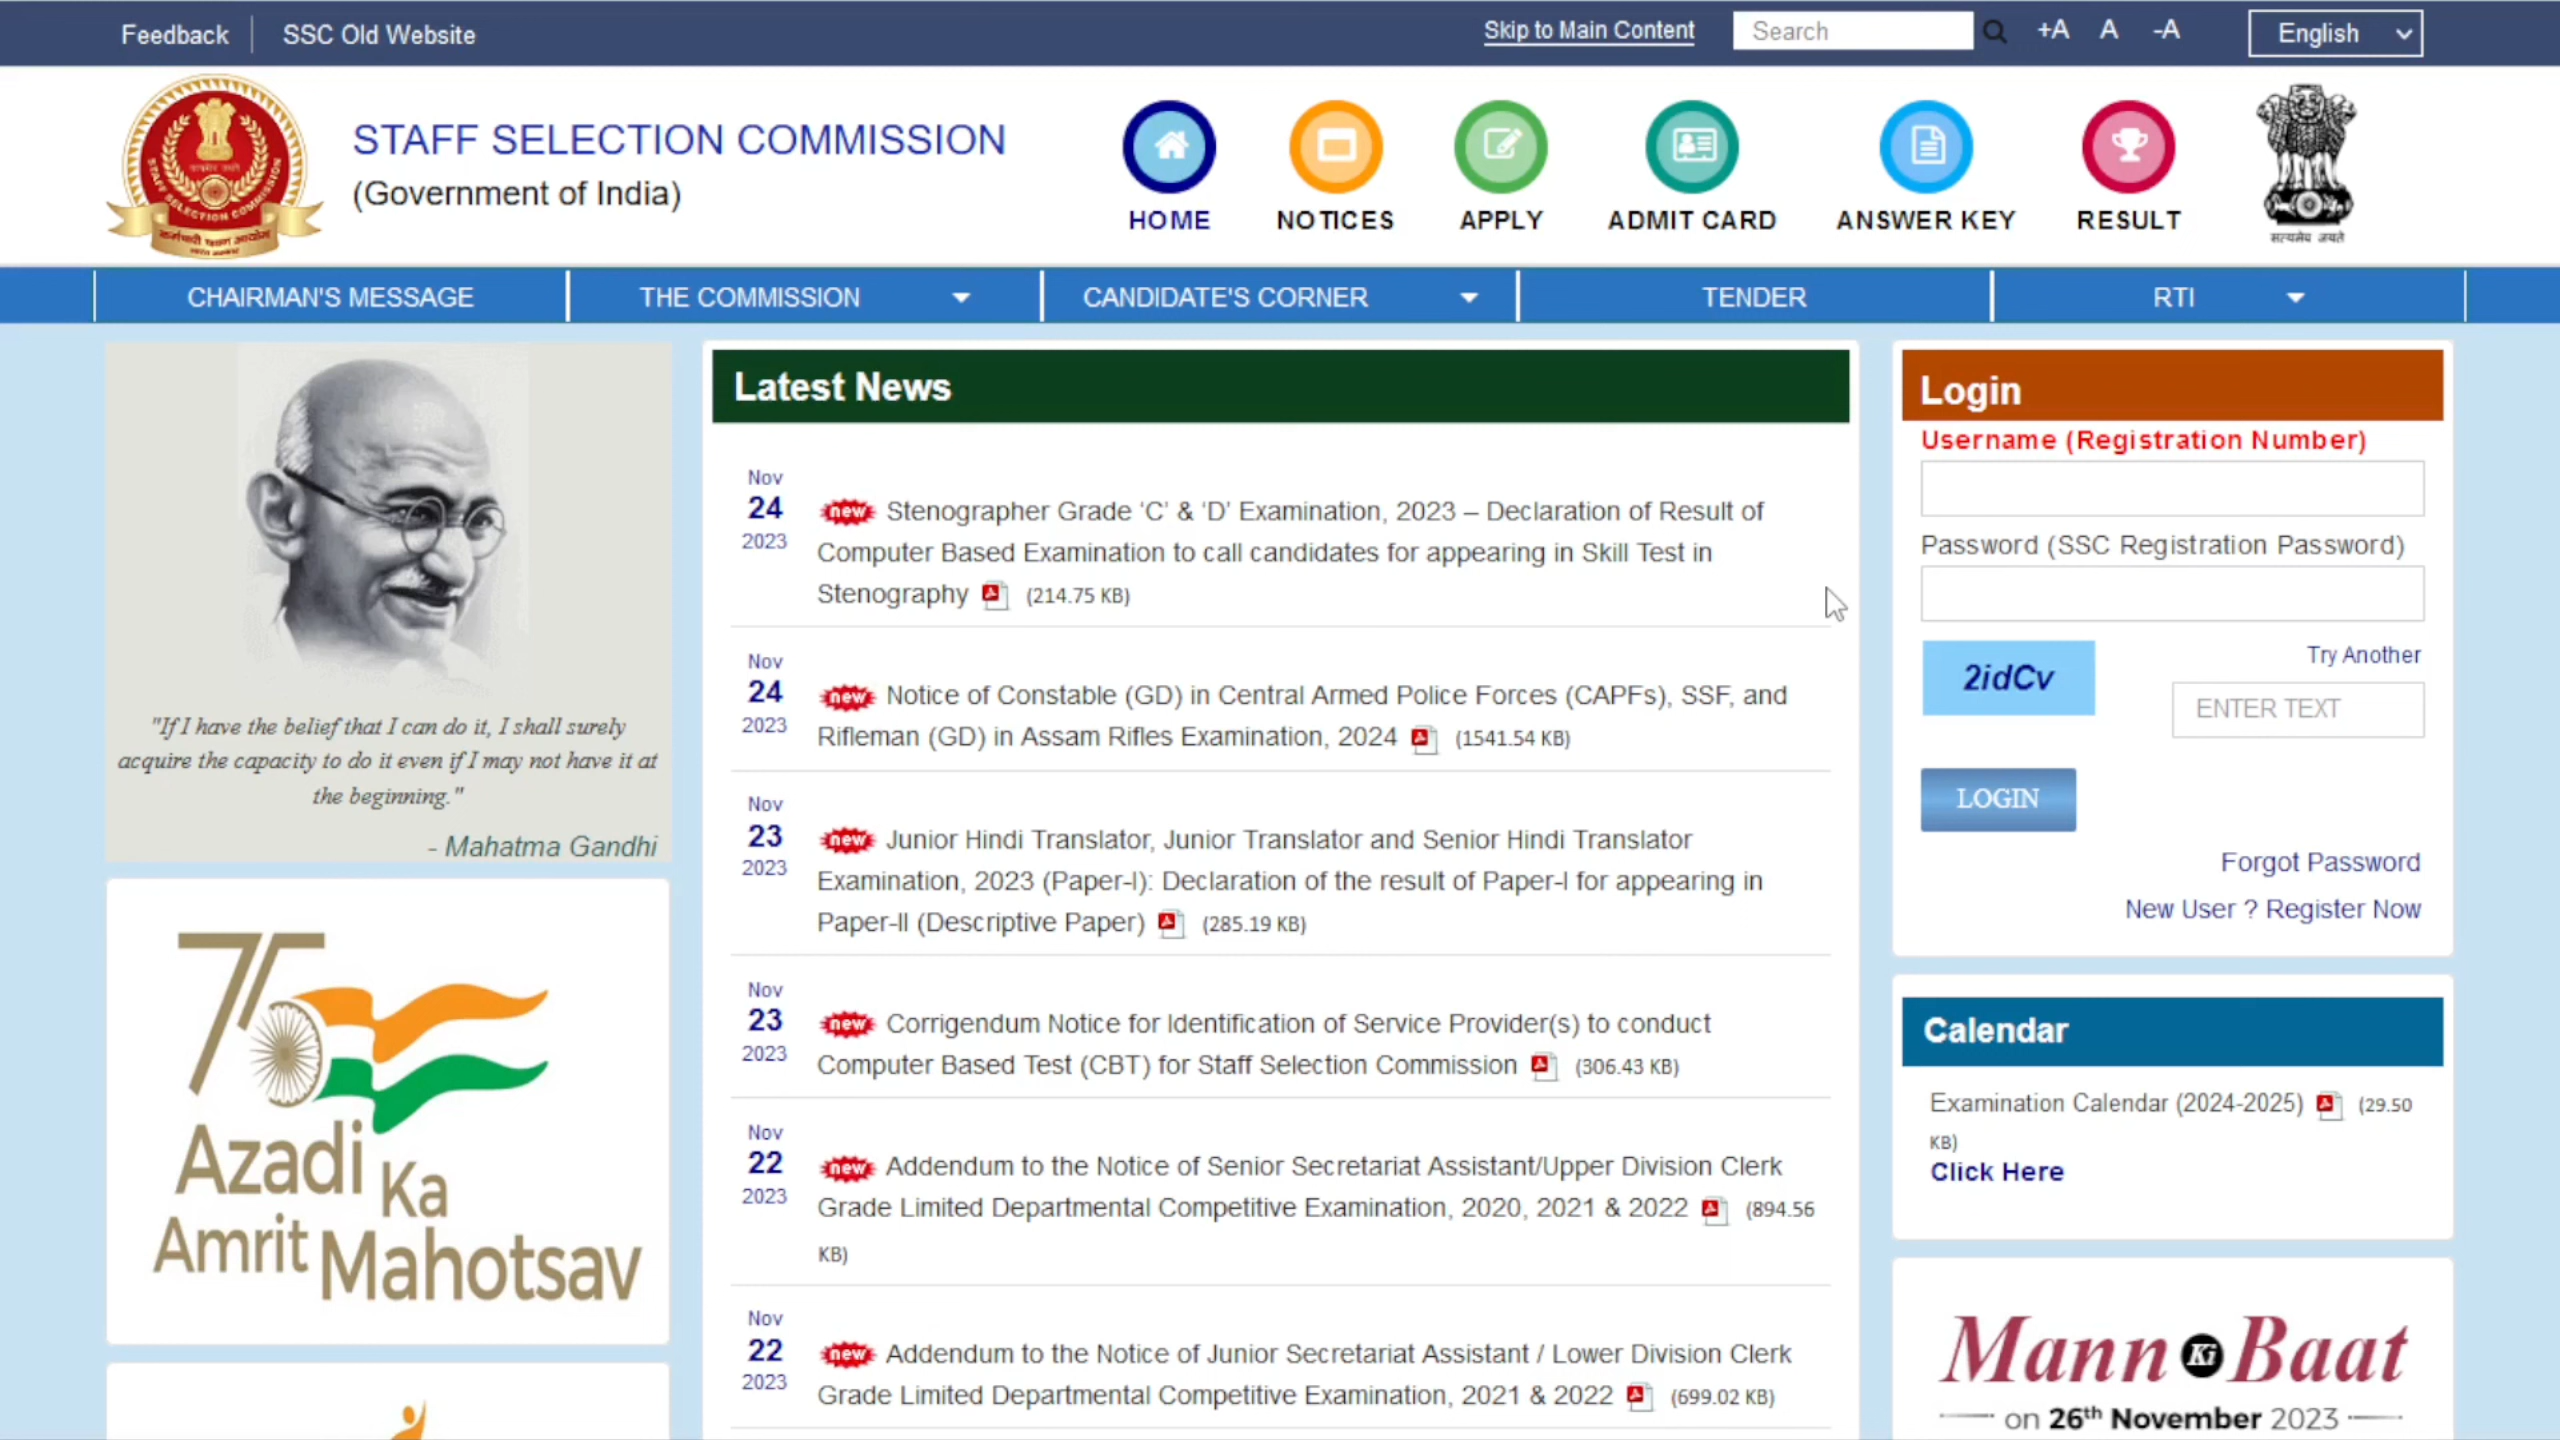 Feedback
SSC Old Website
Skip to Main Content
Search
+A A -A
English
STAFF SELECTION COMMISSION
(Government of India)
STAFF SELECTION COMMISSION
कर्मचारी चयन आयोग
HOME
NOTICES
APPLY
ADMIT CARD
ANSWER KEY
RESULT
सत्यमेव जयते
CHAIRMAN'S MESSAGE
THE COMMISSION
CANDIDATE'S CORNER
TENDER
RTI
"If I have the belief that I can do it, I shall surely
acquire the capacity to do it even if I may not have it at
the beginning."
- Mahatma Gandhi
75
Azadi Ka
Amrit Mahotsav
Latest News
Nov
24
2023
new Stenographer Grade ‘C’ & ‘D’ Examination, 2023 – Declaration of Result of
Computer Based Examination to call candidates for appearing in Skill Test in
Stenography (214.75 KB)
Nov
24
2023
new Notice of Constable (GD) in Central Armed Police Forces (CAPFs), SSF, and
Rifleman (GD) in Assam Rifles Examination, 2024 (1541.54 KB)
Nov
23
2023
new Junior Hindi Translator, Junior Translator and Senior Hindi Translator
Examination, 2023 (Paper-I): Declaration of the result of Paper-I for appearing in
Paper-II (Descriptive Paper) (285.19 KB)
Nov
23
2023
new Corrigendum Notice for Identification of Service Provider(s) to conduct
Computer Based Test (CBT) for Staff Selection Commission (306.43 KB)
Nov
22
2023
new Addendum to the Notice of Senior Secretariat Assistant/Upper Division Clerk
Grade Limited Departmental Competitive Examination, 2020, 2021 & 2022 (894.56
KB)
Nov
22
2023
new Addendum to the Notice of Junior Secretariat Assistant / Lower Division Clerk
Grade Limited Departmental Competitive Examination, 2021 & 2022 (699.02 KB)
Login
Username (Registration Number)
Password (SSC Registration Password)
2idCv
Try Another
ENTER TEXT
LOGIN
Forgot Password
New User ? Register Now
Calendar
Examination Calendar (2024-2025) (29.50
KB)
Click Here
Mann Ki Baat
on 26th November 2023